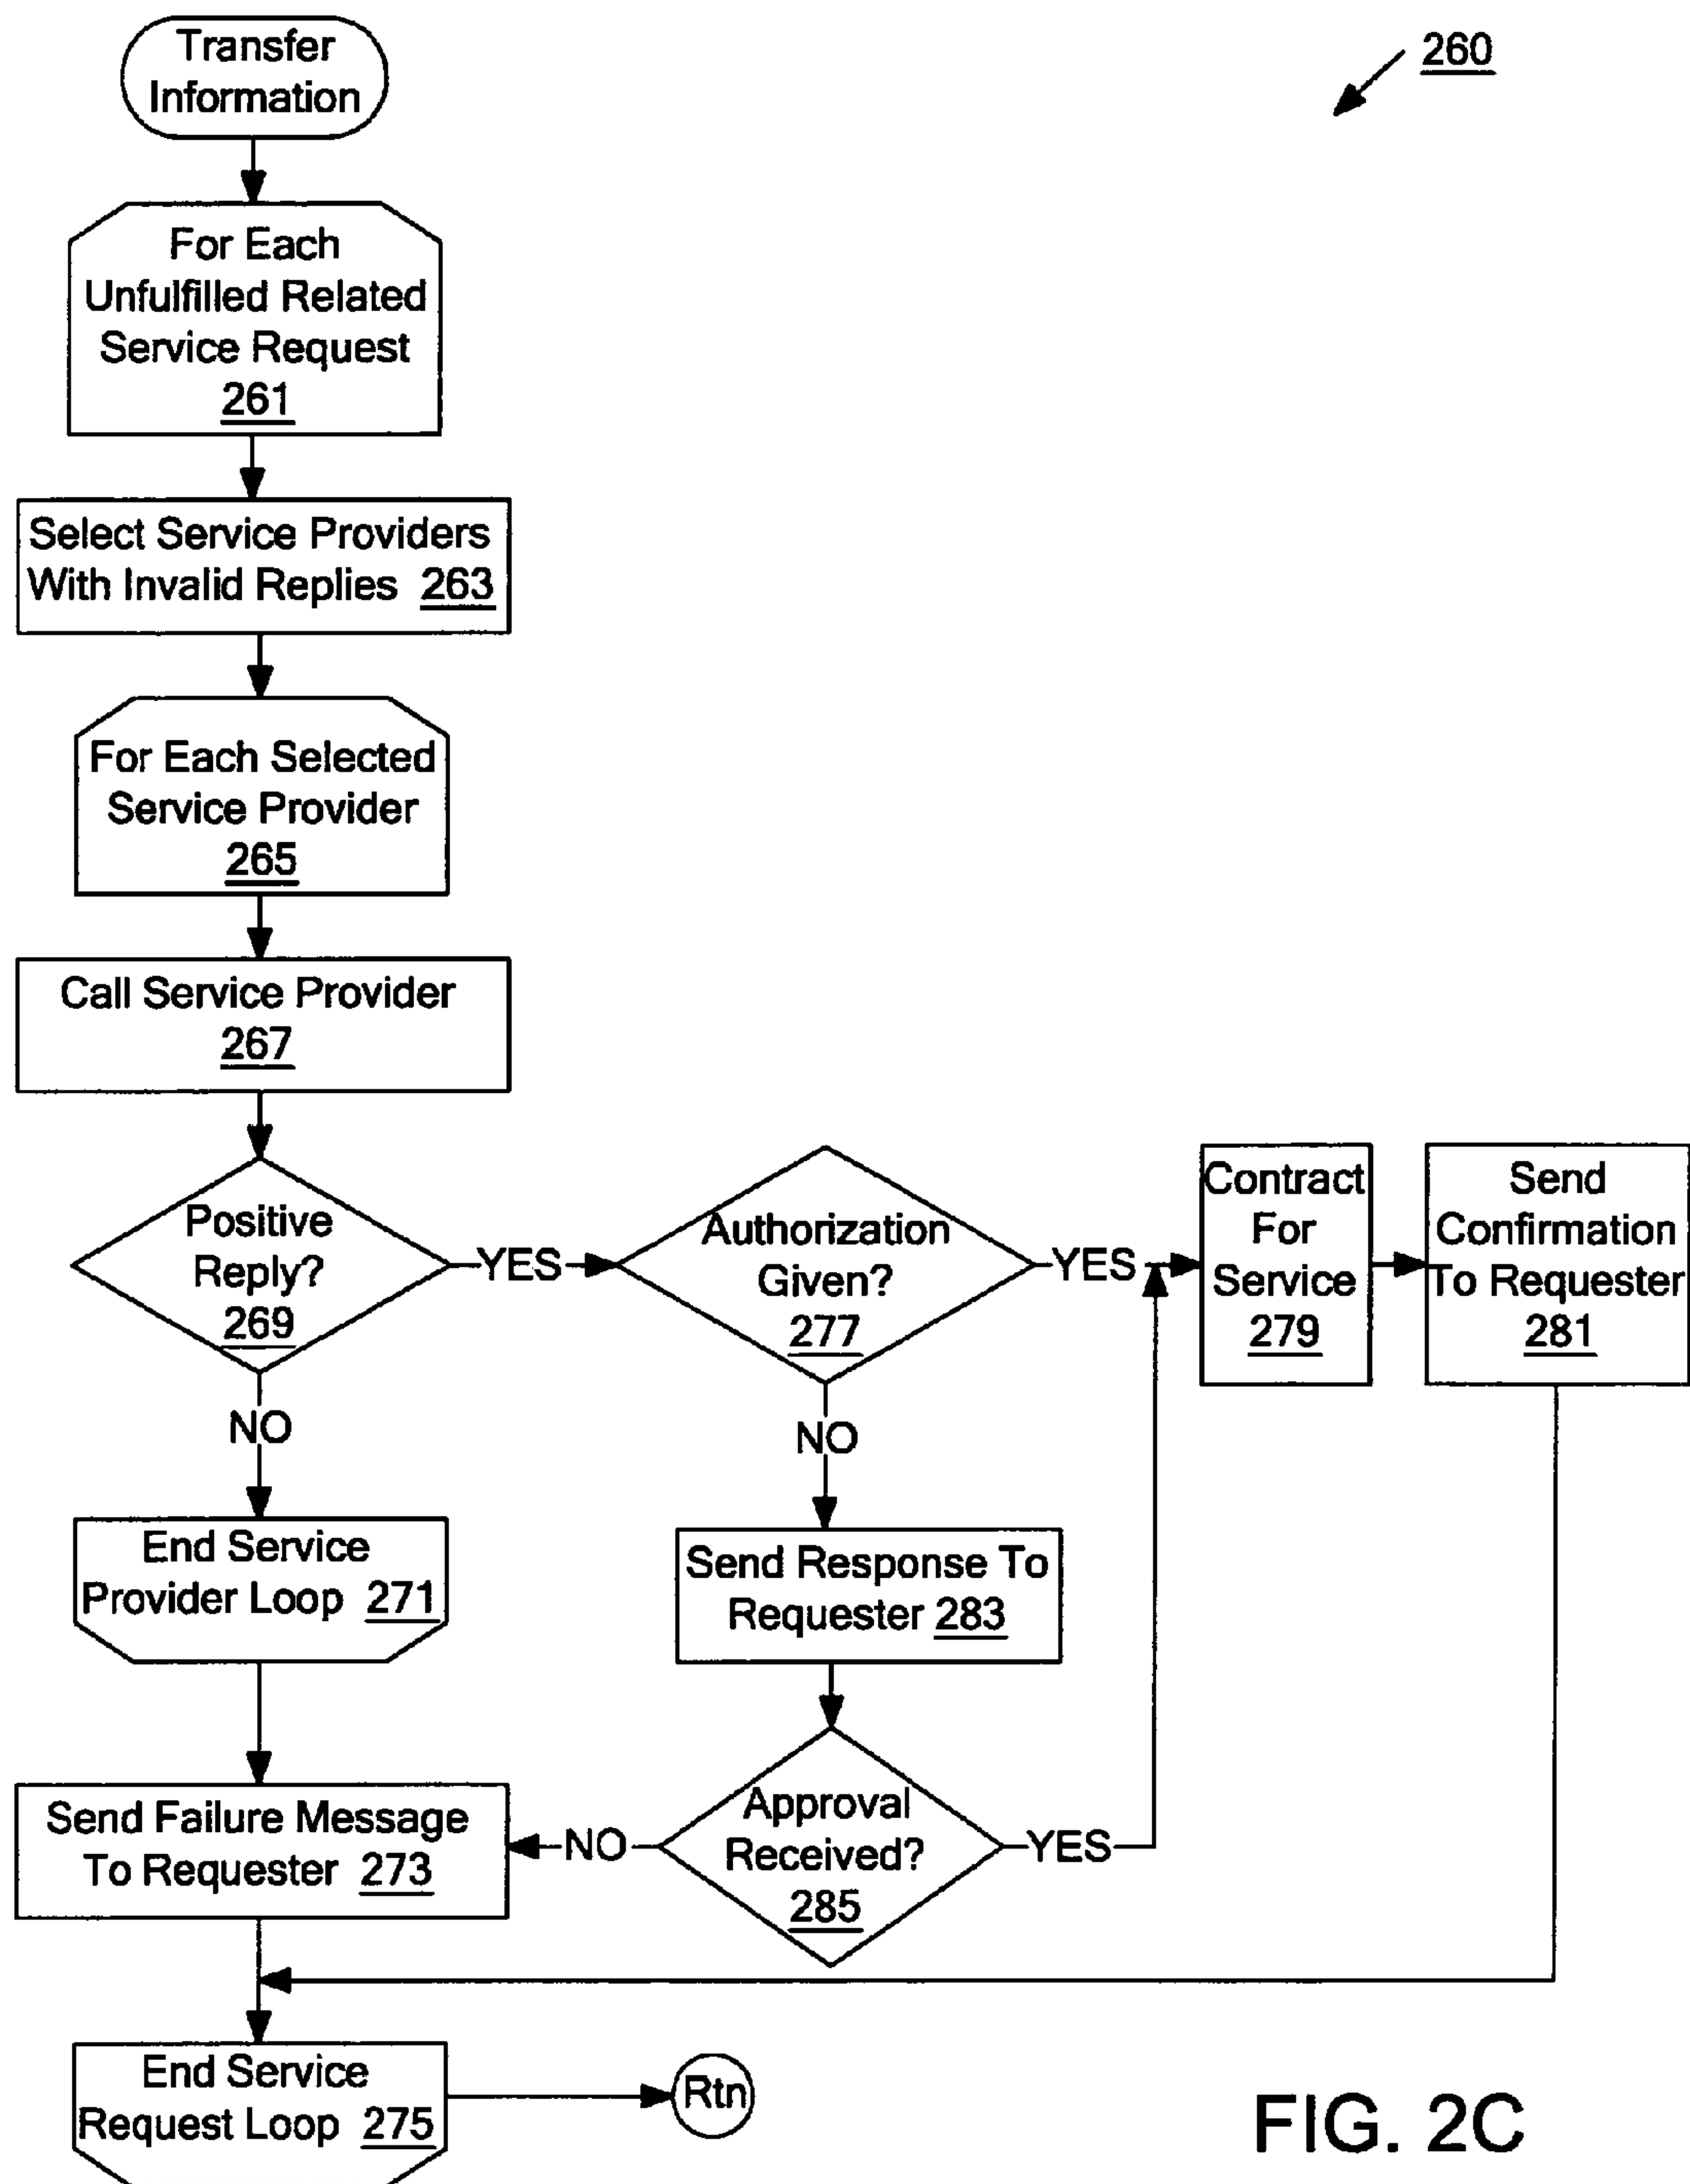 Transfer
Information
260
For Each
Unfulfilled Related
Service Request
261
Select Service Providers
With Invalid Replies 263
For Each Selected
Service Provider
265
Call Service Provider
267
Positive
Reply?
269
YES
Authorization
Given?
277
YES
Contract
For
Service
279
Send
Confirmation
To Requester
281
NO
NO
End Service
Provider Loop 271
Send Response To
Requester 283
Send Failure Message
To Requester 273
NO
Approval
Received?
285
YES
End Service
Request Loop 275
Rtn
FIG. 2C